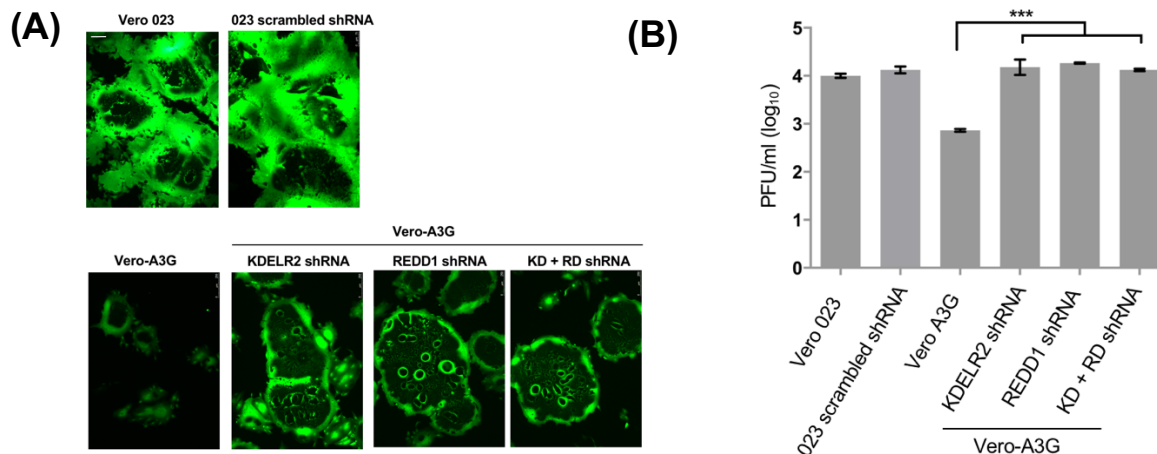 (A)
Vero 023
023 scrambled shRNA
Vero-A3G
Vero-A3G
KDELR2 shRNA
REDD1 shRNA
KD + RD shRNA
(B)
***
PFU/ml (log10)
5
4
3
2
1
0
Vero 023
023 scrambled shRNA
Vero A3G
KDELR2 shRNA
REDD1 shRNA
KD + RD shRNA
Vero-A3G